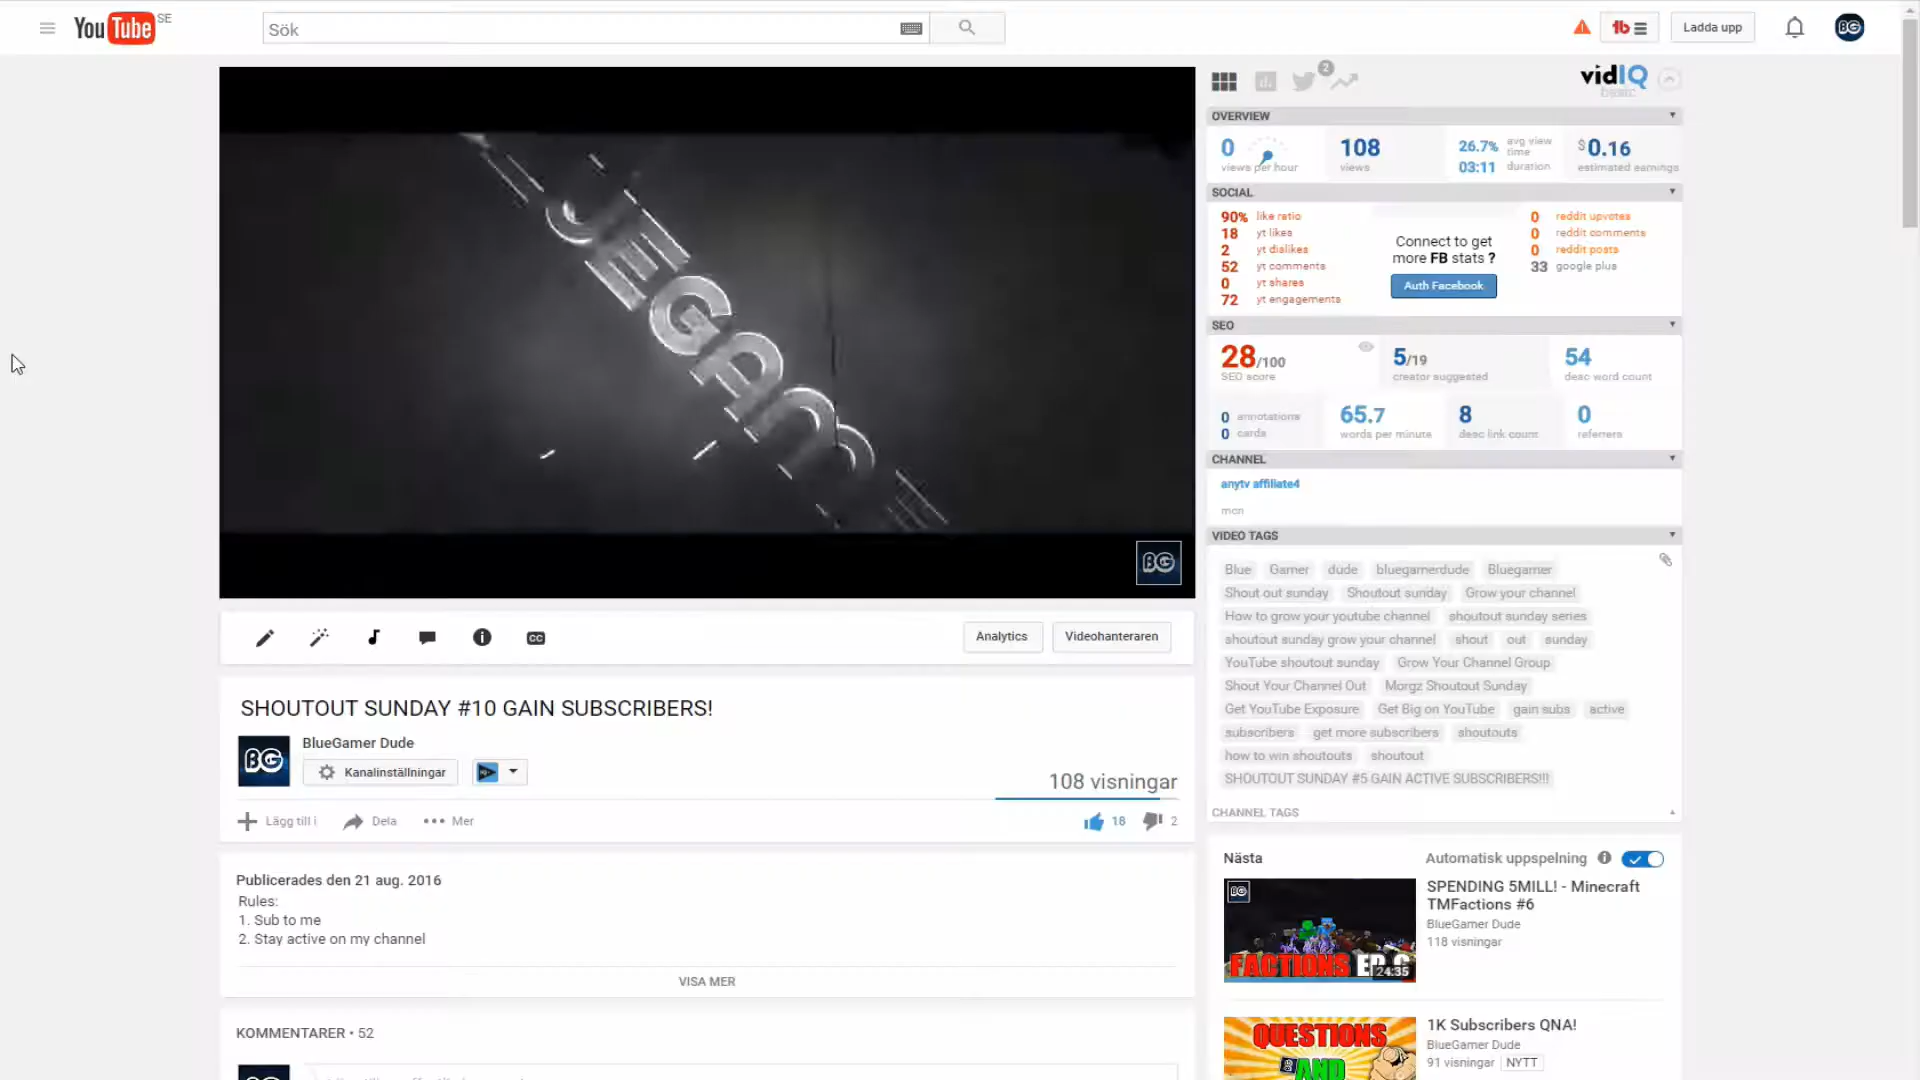 YouTube SE
Sök
Ladda upp
BG
2
vidIQ
basic
OVERVIEW
0
views per hour
108
views
26.7% avg view time
03:11 duration
$0.16
estimated earnings
SOCIAL
90% like ratio
18 yt likes
2 yt dislikes
52 yt comments
0 yt shares
72 yt engagements
Connect to get
more FB stats ?
Auth Facebook
0 reddit upvotes
0 reddit comments
0 reddit posts
33 google plus
SEO
28/100
SEO score
5/19
creator suggested
54
desc word count
0 annotations
0 cards
65.7
words per minute
8
desc link count
0
referrers
CHANNEL
anytv affiliate4
mcn
VIDEO TAGS
Blue Gamer dude bluegamerdude Bluegamer
Shout out sunday Shoutout sunday Grow your channel
How to grow your youtube channel shoutout sunday series
shoutout sunday grow your channel shout out sunday
YouTube shoutout sunday Grow Your Channel Group
Shout Your Channel Out Morgz Shoutout Sunday
Get YouTube Exposure Get Big on YouTube gain subs active
subscribers get more subscribers shoutouts
how to win shoutouts shoutout
SHOUTOUT SUNDAY #5 GAIN ACTIVE SUBSCRIBERS!!!
CHANNEL TAGS
BG
CC
Analytics
Videohanteraren
SHOUTOUT SUNDAY #10 GAIN SUBSCRIBERS!
BG
BlueGamer Dude
Kanalinställningar
108 visningar
Lägg till i
Dela
Mer
18
2
Publicerades den 21 aug. 2016
Rules:
1. Sub to me
2. Stay active on my channel
VISA MER
KOMMENTARER • 52
Nästa
Automatisk uppspelning
BG
FACTIONS
24:35
SPENDING 5MILL! - Minecraft
TMFactions #6
BlueGamer Dude
118 visningar
QUESTIONS
AND
1K Subscribers QNA!
BlueGamer Dude
91 visningar NYTT